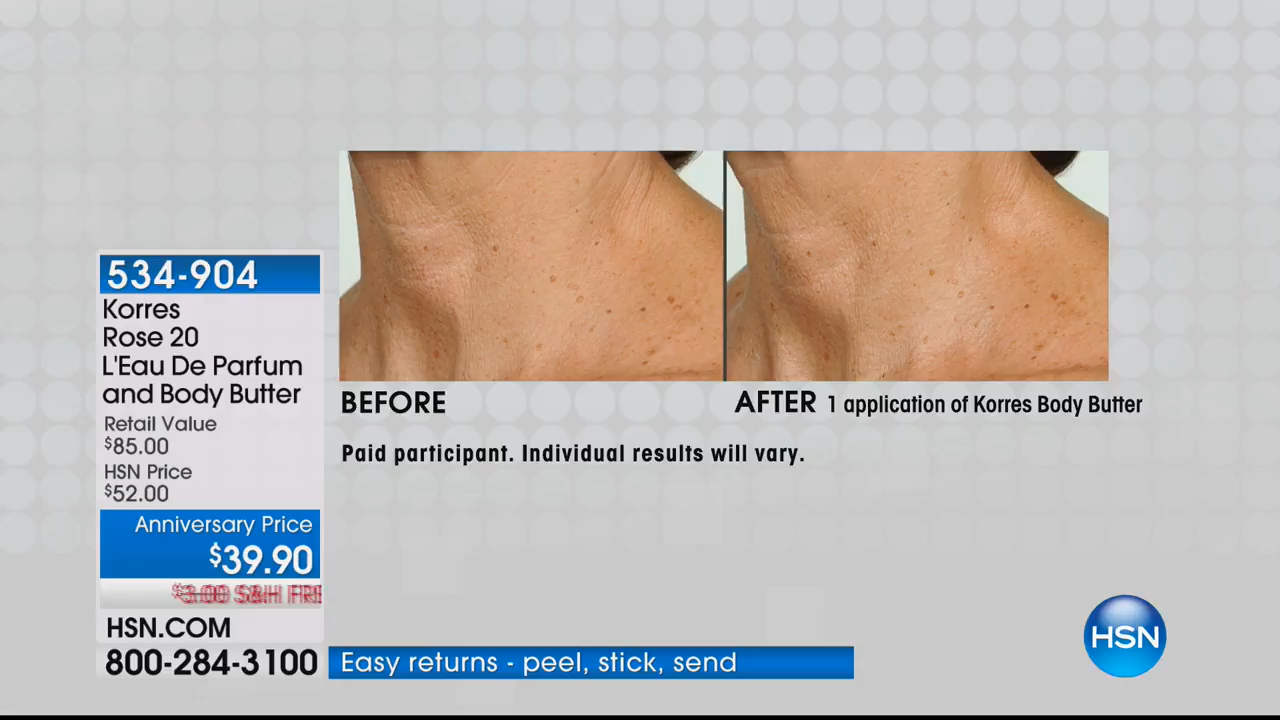 534-904
Korres
Rose 20
L'Eau De Parfum
and Body Butter
Retail Value
$85.00
HSN Price
$52.00
Anniversary Price
$39.90
$3.00 S&H
HSN.COM
800-284-3100
BEFORE
AFTER 1 application of Korres Body Butter
Paid participant. Individual results will vary.
Easy returns - peel, stick, send
HSN